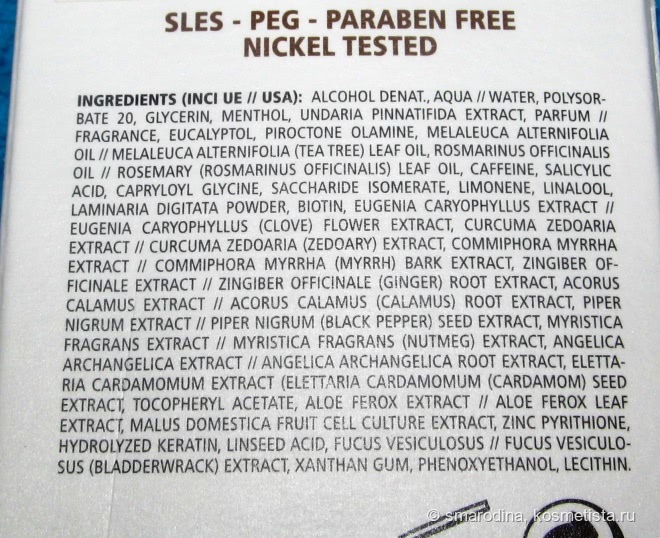 SLES - PEG - PARABEN FREE
NICKEL TESTED
INGREDIENTS (INCI UE // USA): ALCOHOL DENAT., AQUA // WATER, POLYSOR-
BATE 20, GLYCERIN, MENTHOL, UNDARIA PINNATIFIDA EXTRACT, PARFUM //
FRAGRANCE, EUCALYPTOL, PIROCTONE OLAMINE, MELALEUCA ALTERNIFOLIA
OIL // MELALEUCA ALTERNIFOLIA (TEA TREE) LEAF OIL, ROSMARINUS OFFICINALIS
OIL // ROSEMARY (ROSMARINUS OFFICINALIS) LEAF OIL, CAFFEINE, SALICYLIC
ACID, CAPRYLOYL GLYCINE, SACCHARIDE ISOMERATE, LIMONENE, LINALOOL,
LAMINARIA DIGITATA POWDER, BIOTIN, EUGENIA CARYOPHYLLUS EXTRACT //
EUGENIA CARYOPHYLLUS (CLOVE) FLOWER EXTRACT, CURCUMA ZEDOARIA
EXTRACT // CURCUMA ZEDOARIA (ZEDOARY) EXTRACT, COMMIPHORA MYRRHA
EXTRACT // COMMIPHORA MYRRHA (MYRRH) BARK EXTRACT, ZINGIBER OF-
FICINALE EXTRACT // ZINGIBER OFFICINALE (GINGER) ROOT EXTRACT, ACORUS
CALAMUS EXTRACT // ACORUS CALAMUS (CALAMUS) ROOT EXTRACT, PIPER
NIGRUM EXTRACT // PIPER NIGRUM (BLACK PEPPER) SEED EXTRACT, MYRISTICA
FRAGRANS EXTRACT // MYRISTICA FRAGRANS (NUTMEG) EXTRACT, ANGELICA
ARCHANGELICA EXTRACT // ANGELICA ARCHANGELICA ROOT EXTRACT, ELETTA-
RIA CARDAMOMUM EXTRACT (ELETTARIA CARDAMOMUM (CARDAMOM) SEED
EXTRACT, TOCOPHERYL ACETATE, ALOE FEROX EXTRACT // ALOE FEROX LEAF
EXTRACT, MALUS DOMESTICA FRUIT CELL CULTURE EXTRACT, ZINC PYRITHIONE,
HYDROLYZED KERATIN, LINSEED ACID, FUCUS VESICULOSUS // FUCUS VESICULO-
SUS (BLADDERWRACK) EXTRACT, XANTHAN GUM, PHENOXYETHANOL, LECITHIN.
© smarodina, kosmetista.ru